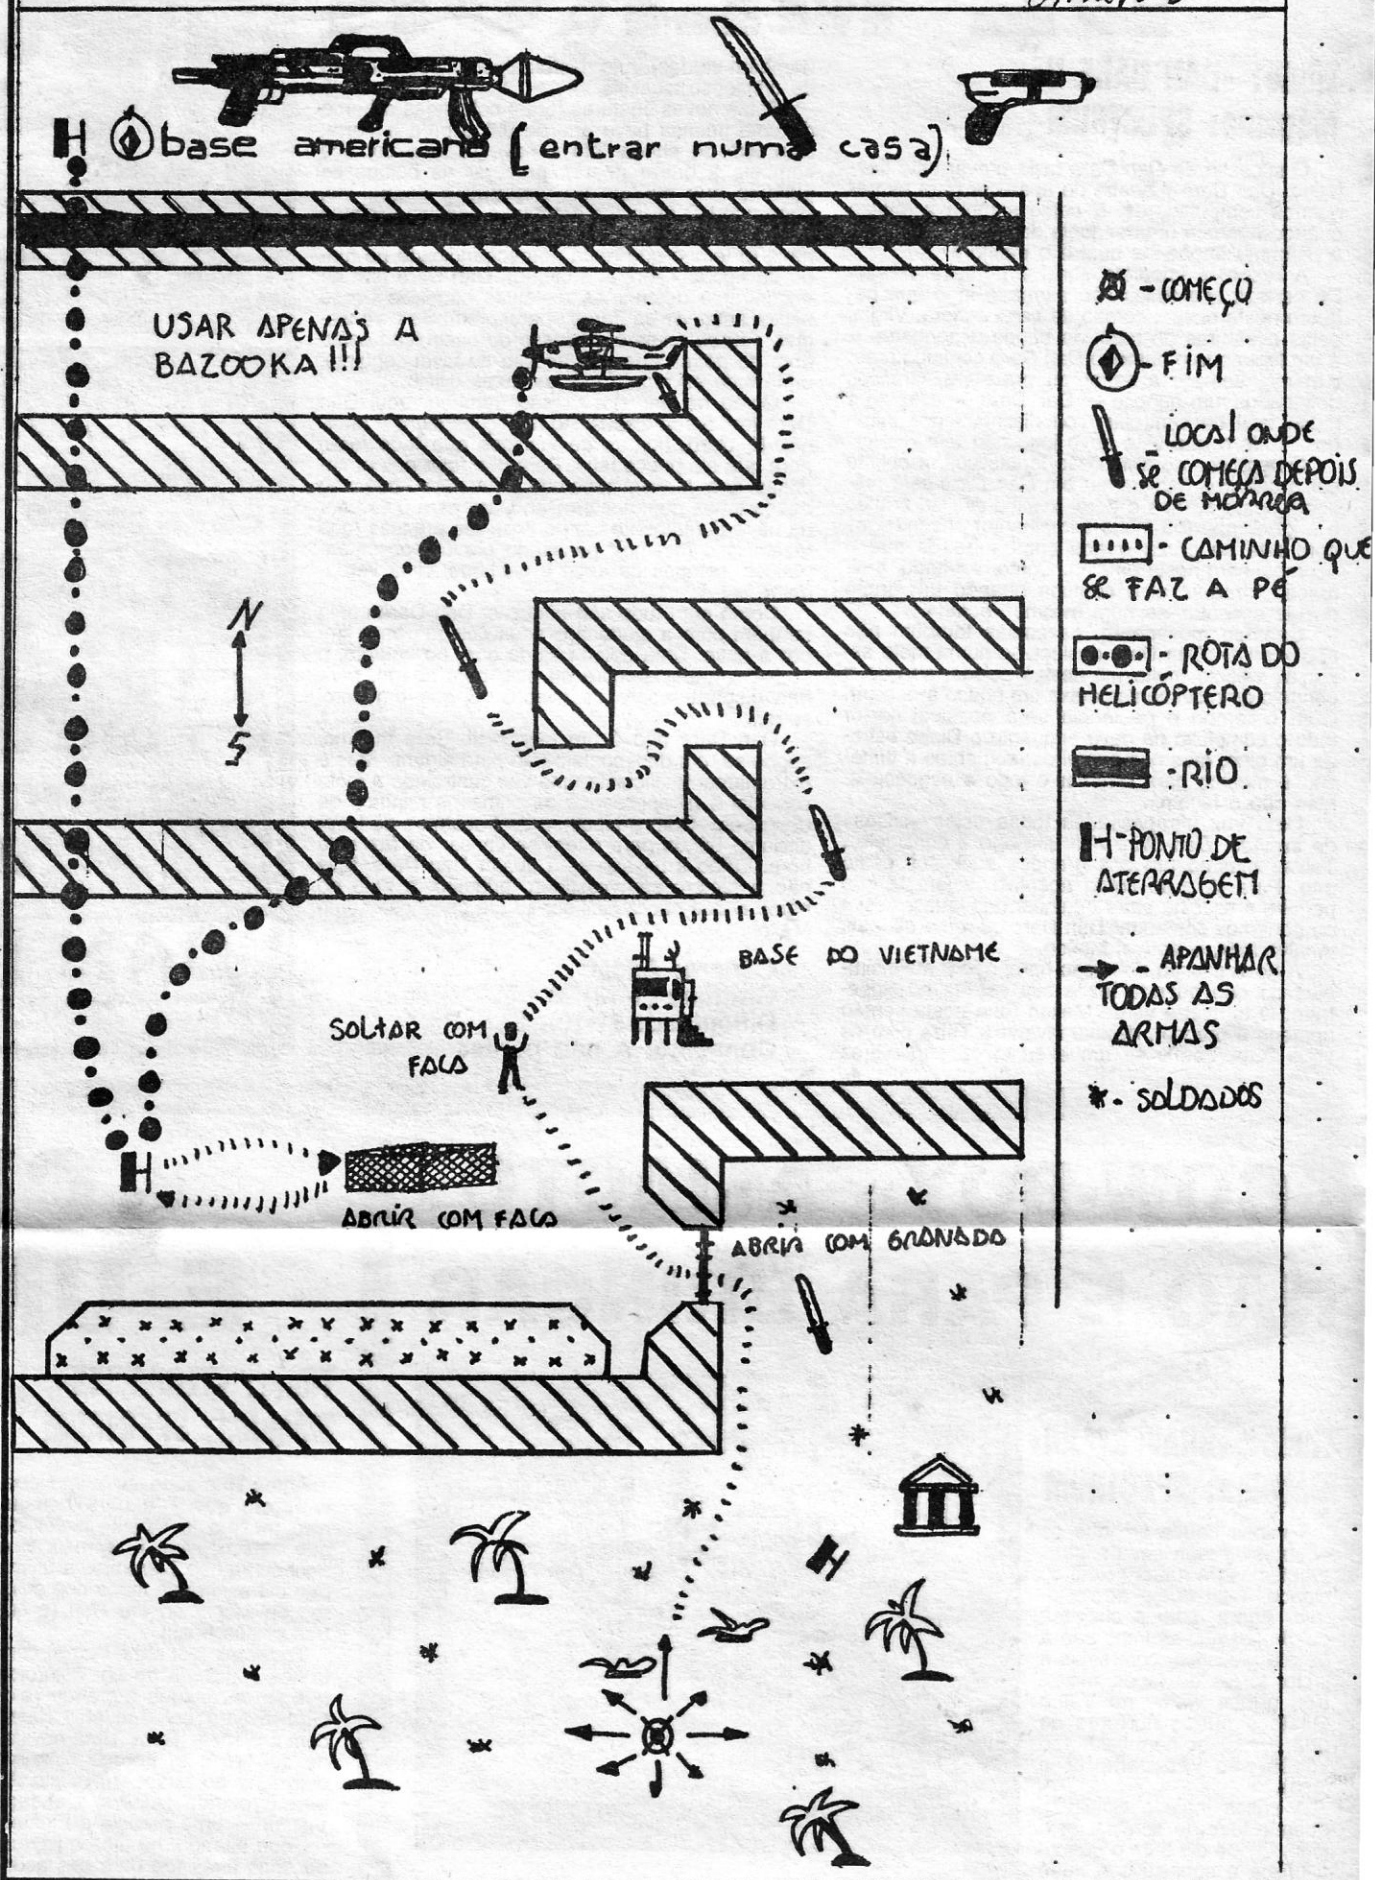 H base americana (entrar numa casa)
USAR APENAS A
BAZOOKA!!!
N
S
SOLTAR COM
FACA
BASE DO VIETNAME
H
ABRIR COM FACA
ABRIR COM GRANADA
H
- COMEÇO
- FIM
- LOCAL ONDE
SE COMEÇA DEPOIS
DE MORRER
- CAMINHO QUE
SE FAZ A PÉ
- ROTA DO
HELICÓPTERO
- RIO
H - PONTO DE
ATERRAGEM
- APANHAR
TODAS AS
ARMAS
* - SOLDADOS